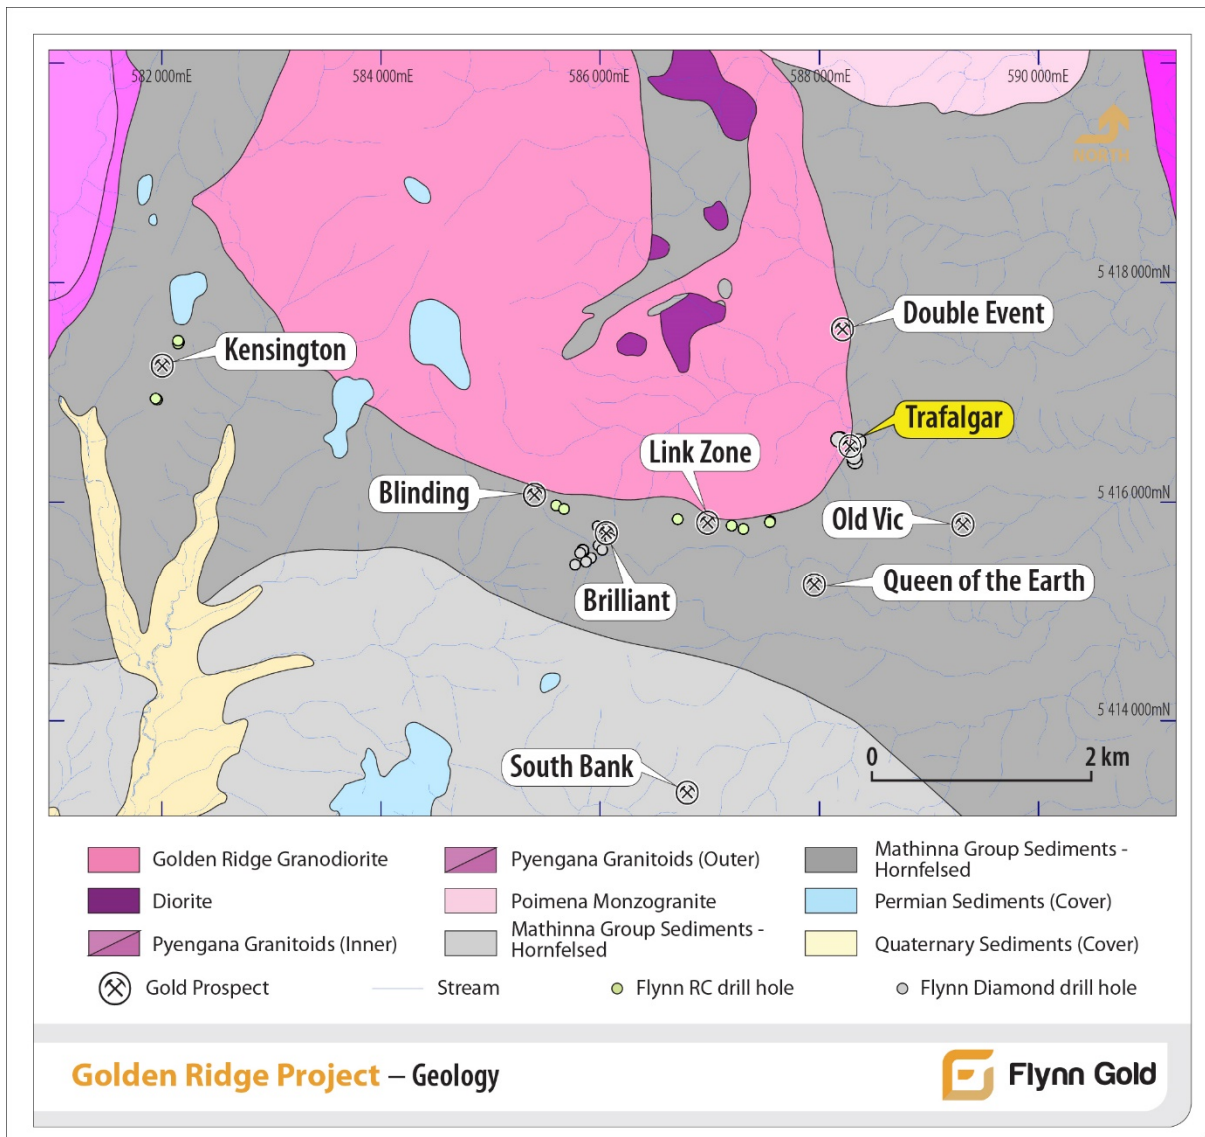 582 000mE
584 000mE
586 000mE
588 000mE
590 000mE
NORTH
5 418 000mN
Double Event
Kensington
Trafalgar
Link Zone
Blinding
5 416 000mN
Old Vic
Queen of the Earth
Brilliant
5 414 000mN
South Bank
0
2 km
Golden Ridge Granodiorite
Pyengana Granitoids (Outer)
Mathinna Group Sediments -
Hornfelsed
Diorite
Poimena Monzogranite
Permian Sediments (Cover)
Pyengana Granitoids (Inner)
Mathinna Group Sediments -
Hornfelsed
Quaternary Sediments (Cover)
Gold Prospect
Stream
Flynn RC drill hole
Flynn Diamond drill hole
Golden Ridge Project – Geology
Flynn Gold